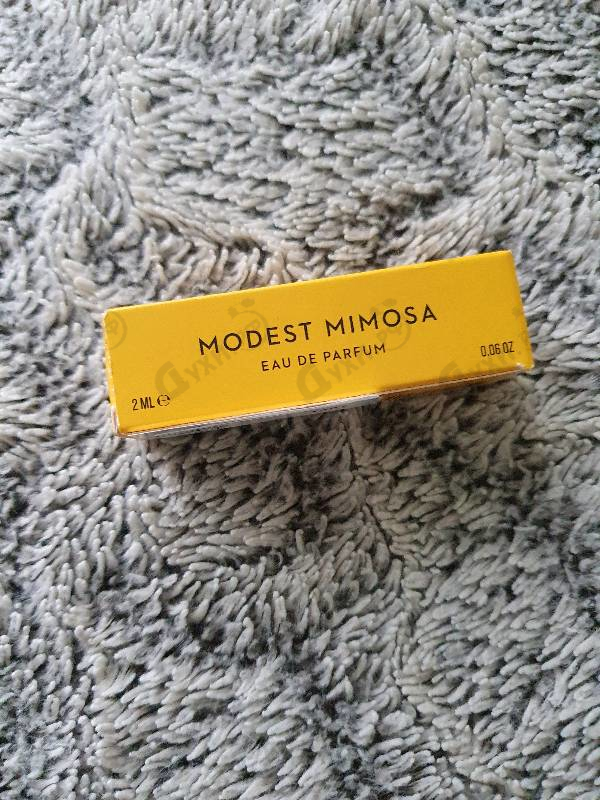 MODEST MIMOSA
EAU DE PARFUM
2 ML ℮
0.06 OZ